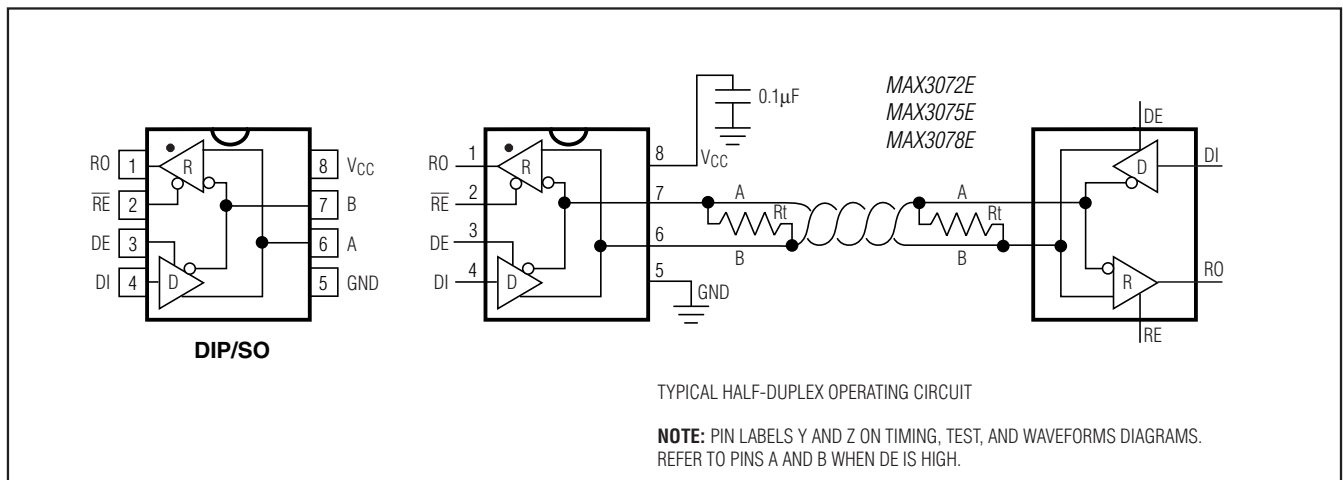 RO 1
RE 2
DE 3
DI 4
R
D
8 VCC
7 B
6 A
5 GND
DIP/SO
RO 1
RE 2
DE 3
DI 4
R
D
0.1µF
8 VCC
7 A
Rt
6 B
5 GND
MAX3072E
MAX3075E
MAX3078E
A
Rt
B
DE
D
DI
R
RO
RE
TYPICAL HALF-DUPLEX OPERATING CIRCUIT
NOTE: PIN LABELS Y AND Z ON TIMING, TEST, AND WAVEFORMS DIAGRAMS.
REFER TO PINS A AND B WHEN DE IS HIGH.